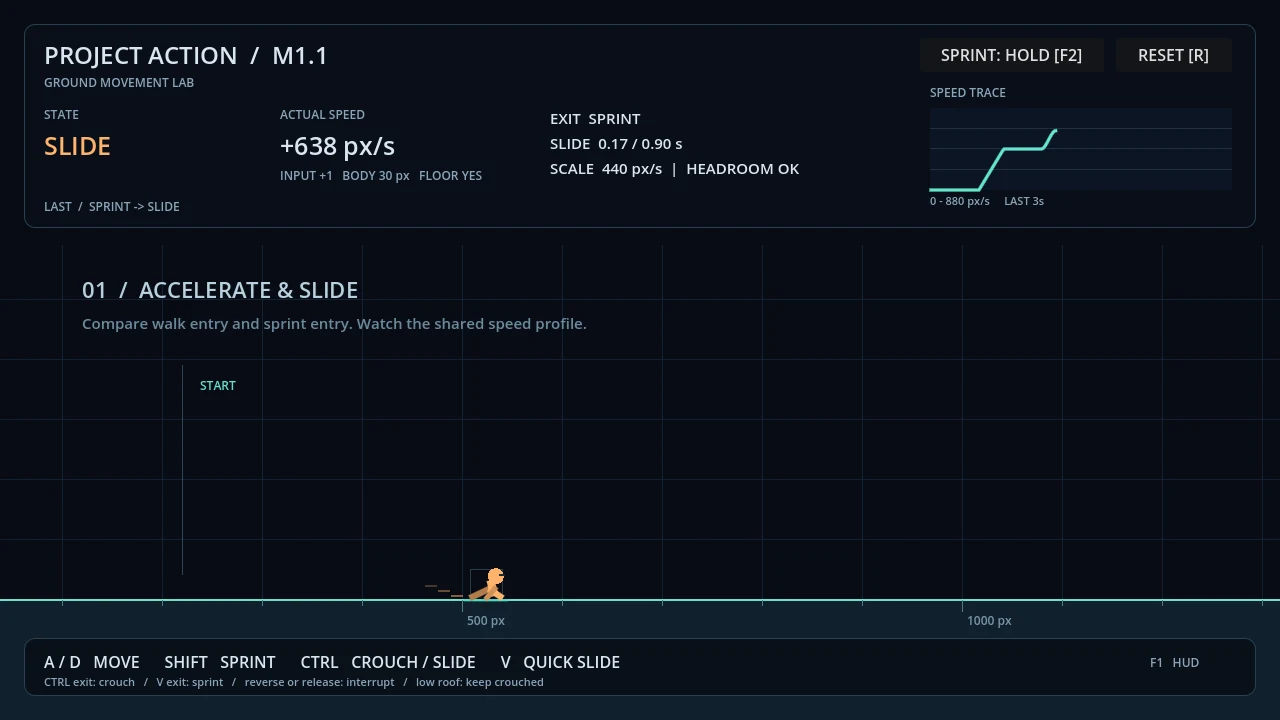 PROJECT ACTION / M1.1
SPRINT: HOLD [F2]
RESET [R]
GROUND MOVEMENT LAB
SPEED TRACE
STATE
SLIDE
ACTUAL SPEED
+638 px/s
INPUT +1 BODY 30 px FLOOR YES
EXIT SPRINT
SLIDE 0.17 / 0.90 s
SCALE 440 px/s | HEADROOM OK
0 - 880 px/s LAST 3s
LAST / SPRINT -> SLIDE
01 / ACCELERATE & SLIDE
Compare walk entry and sprint entry. Watch the shared speed profile.
START
500 px
1000 px
A / D MOVE SHIFT SPRINT CTRL CROUCH / SLIDE V QUICK SLIDE
F1 HUD
CTRL exit: crouch / V exit: sprint / reverse or release: interrupt / low roof: keep crouched